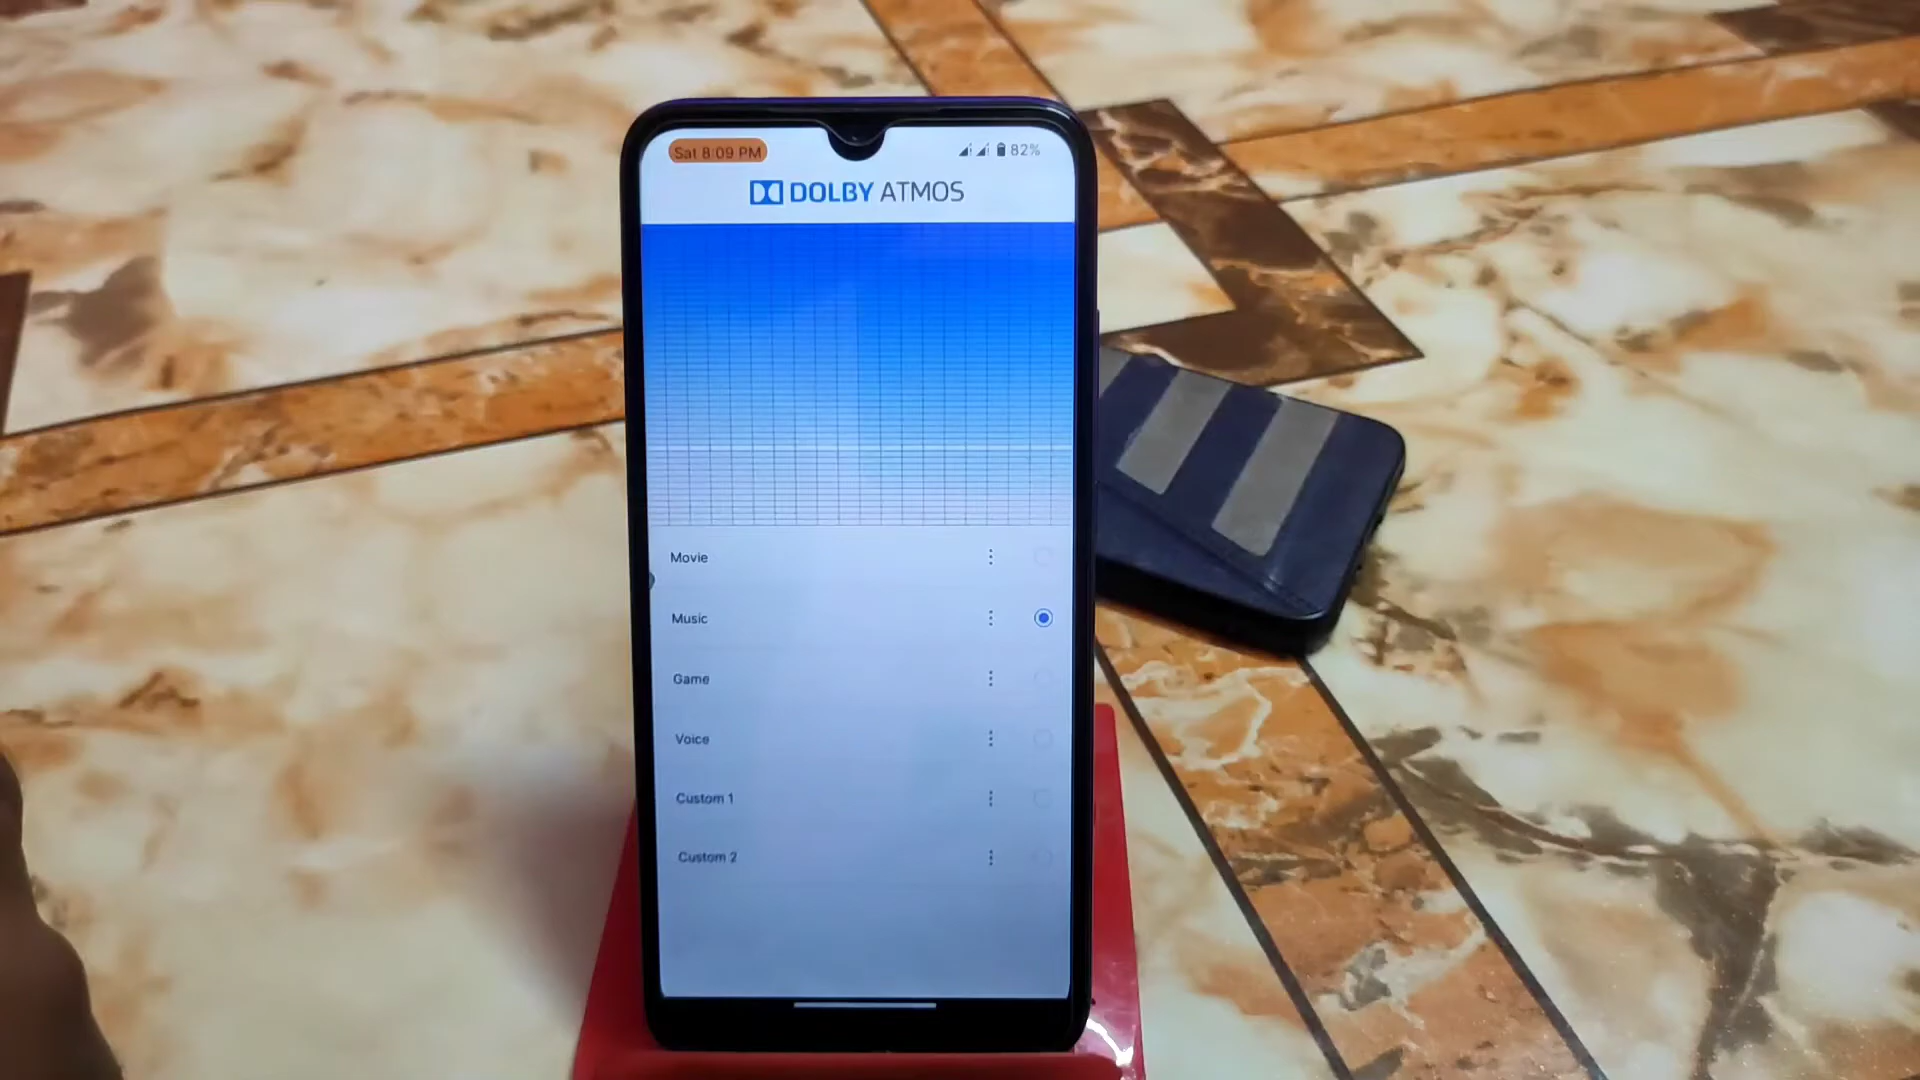 Sat 8:09 PM 82%
DOLBY ATMOS
Movie
Music
Game
Voice
Custom 1
Custom 2